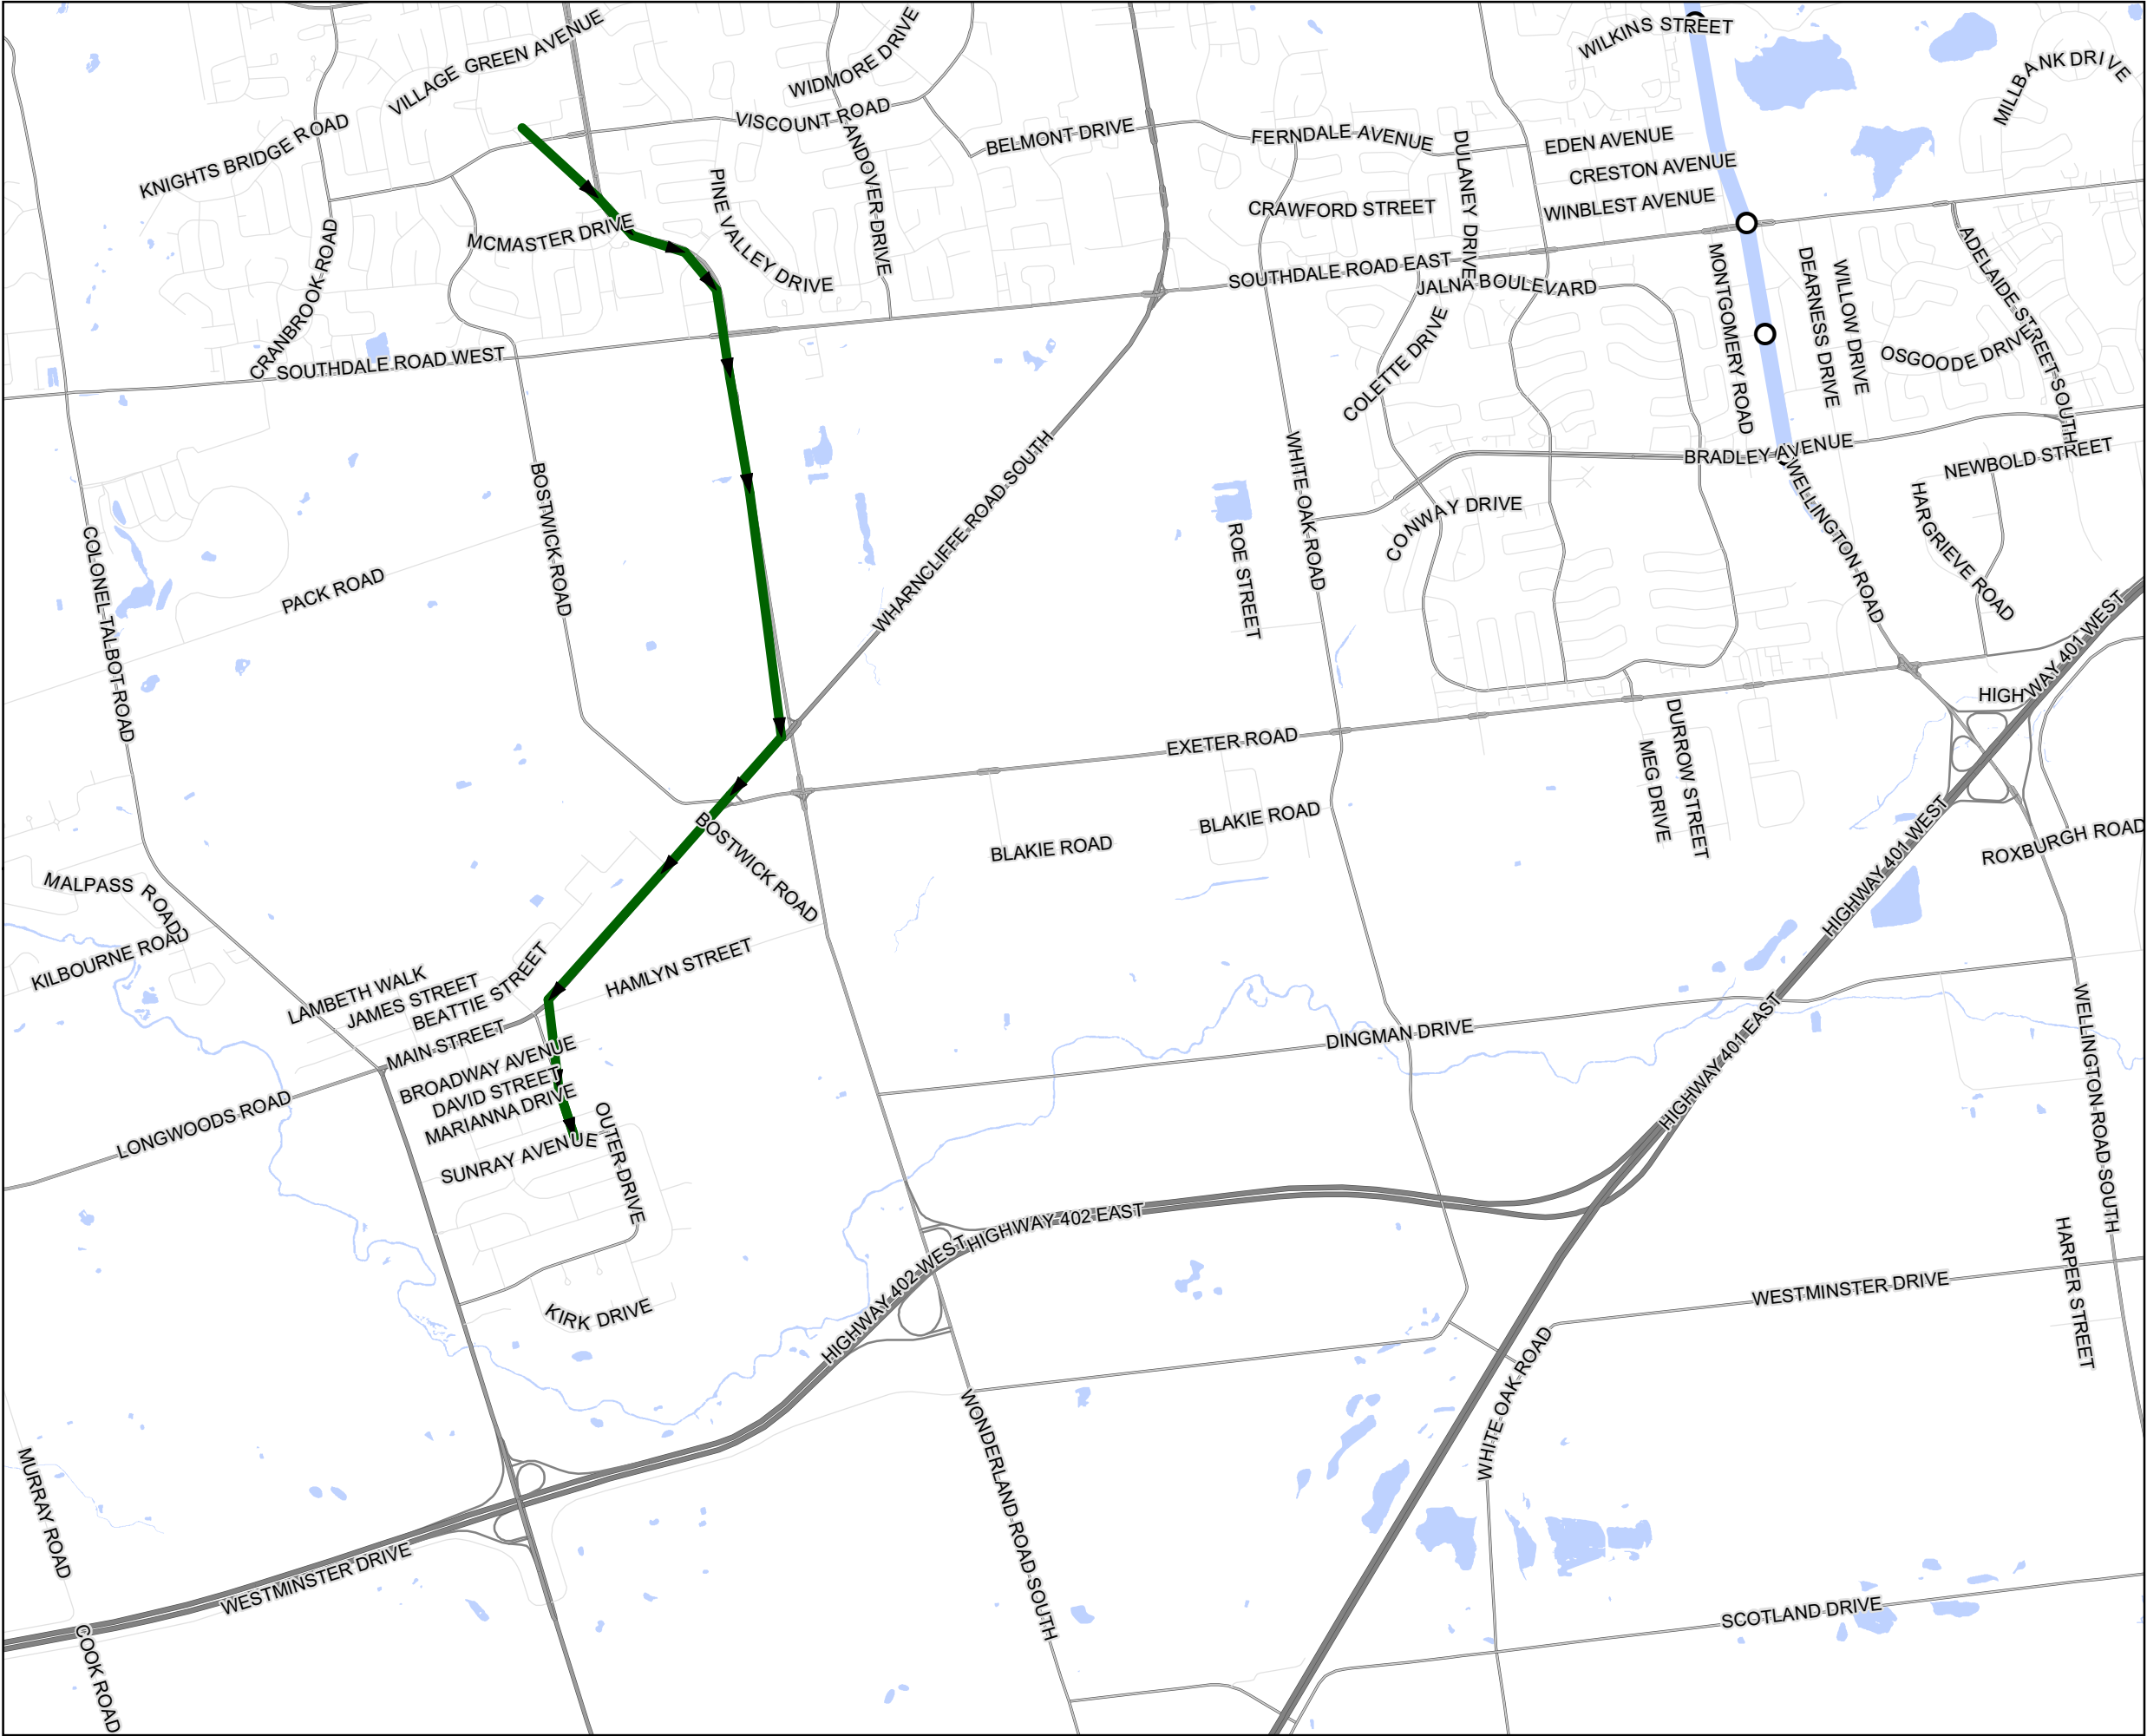 VILLAGE GREEN AVENUE
WIDMORE DRIVE
WILKINS STREET
MILLBANK DRIVE
VISCOUNT ROAD
KNIGHTS BRIDGE ROAD
ANDOVER DRIVE
BELMONT DRIVE
FERNDALE AVENUE
DULANEY DRIVE
EDEN AVENUE
CRESTON AVENUE
WINBLEST AVENUE
CRAWFORD STREET
PINE VALLEY DRIVE
MCMASTER DRIVE
CRANBROOK ROAD
SOUTHDALE ROAD EAST
JALNA BOULEVARD
MONTGOMERY ROAD
DEARNESS DRIVE
WILLOW DRIVE
ADELAIDE STREET SOUTH
OSGOODE DRIVE
SOUTHDALE ROAD WEST
COLETTE DRIVE
BRADLEY AVENUE
NEWBOLD STREET
WHITE OAK ROAD
WHARNCLIFFE ROAD SOUTH
BOSTWICK ROAD
CONWAY DRIVE
WELLINGTON ROAD
HARGRIEVE ROAD
COLONEL TALBOT ROAD
PACK ROAD
ROE STREET
HIGHWAY 401 WEST
HIGH
EXETER ROAD
DURROW STREET
MEG DRIVE
BLAKIE ROAD
BLAKIE ROAD
BOSTWICK ROAD
HIGHWAY 401 WEST
ROXBURGH ROAD
MALPASS ROAD
KILBOURNE ROAD
LAMBETH WALK
JAMES STREET
BEATTIE STREET
HAMLYN STREET
MAIN STREET
BROADWAY AVENUE
DAVID STREET
MARIANNA DRIVE
LONGWOODS ROAD
SUNRAY AVENUE
OUTER DRIVE
DINGMAN DRIVE
HIGHWAY 401 EAST
WELLINGTON ROAD SOUTH
HIGHWAY 402 EAST
HIGHWAY 402 WEST
KIRK DRIVE
WESTMINSTER DRIVE
HARPER STREET
WHITE OAK ROAD
WONDERLAND ROAD SOUTH
MURRAY ROAD
WESTMINSTER DRIVE
SCOTLAND DRIVE
COOK ROAD